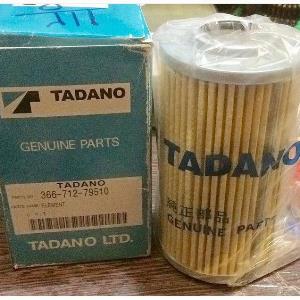 TADANO
GENUINE PARTS
TADANO
366-712-79510
ELEMENT
TADANO LTD.
TADANO
純正部品
GENUINE PARTS